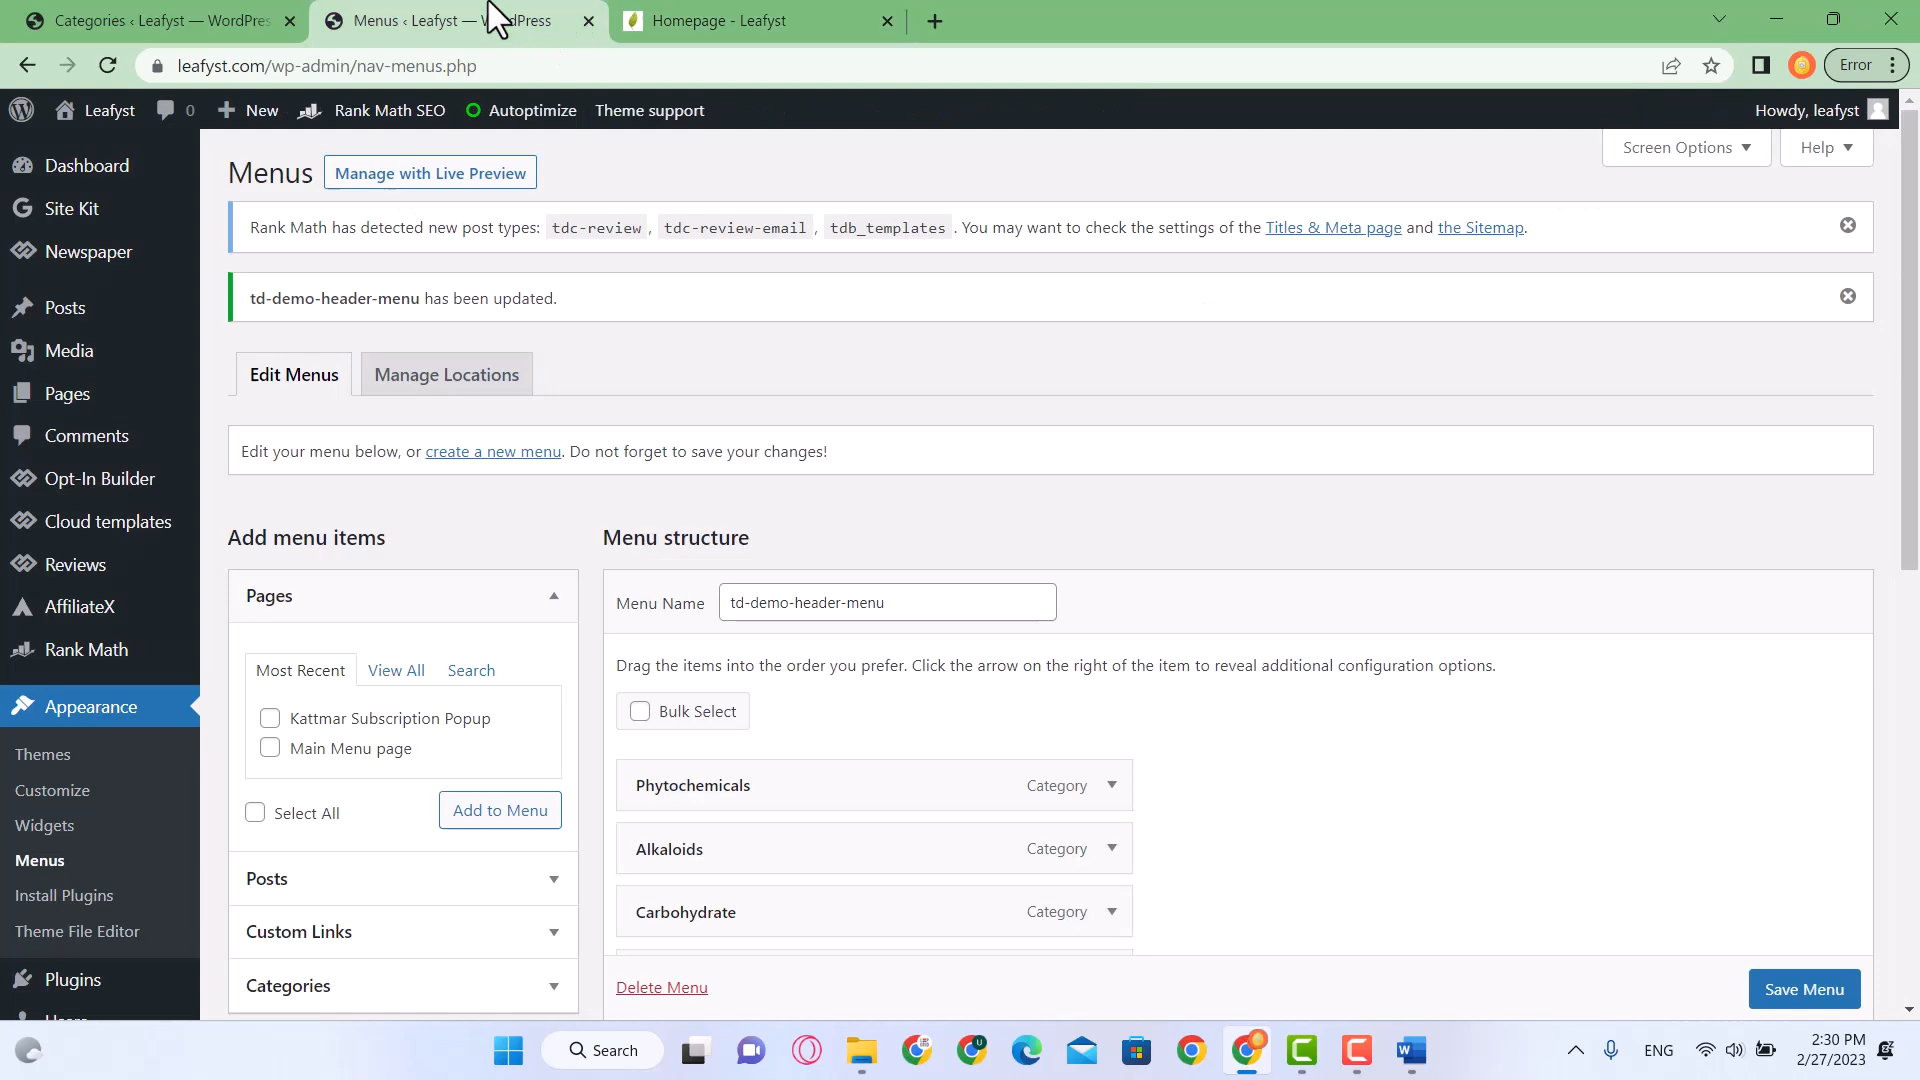 Categories ‹ Leafyst — WordPres
Menus ‹ Leafyst — WordPress
Homepage - Leafyst
leafyst.com/wp-admin/nav-menus.php
Error
Leafyst
0
New
Rank Math SEO
Autoptimize
Theme support
Howdy, leafyst
Screen Options
Help
Dashboard
Site Kit
Newspaper
Posts
Media
Pages
Comments
Opt-In Builder
Cloud templates
Reviews
AffiliateX
Rank Math
Appearance
Themes
Customize
Widgets
Menus
Install Plugins
Theme File Editor
Plugins
Menus
Manage with Live Preview
Rank Math has detected new post types: tdc-review , tdc-review-email , tdb_templates . You may want to check the settings of the Titles & Meta page and the Sitemap.
td-demo-header-menu has been updated.
Edit Menus
Manage Locations
Edit your menu below, or create a new menu. Do not forget to save your changes!
Add menu items
Pages
Most Recent
View All
Search
Kattmar Subscription Popup
Main Menu page
Select All
Add to Menu
Posts
Custom Links
Categories
Menu structure
Menu Name
td-demo-header-menu
Drag the items into the order you prefer. Click the arrow on the right of the item to reveal additional configuration options.
Bulk Select
Phytochemicals
Category
Alkaloids
Category
Carbohydrate
Category
Delete Menu
Save Menu
Search
ENG
2:30 PM
2/27/2023